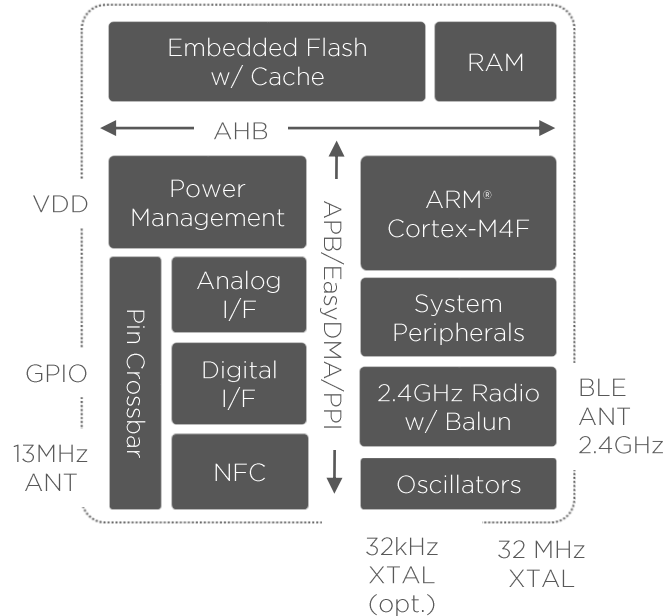 Embedded Flash
w/ Cache
RAM
AHB
VDD
Power
Management
ARM®
Cortex-M4F
APB/EasyDMA/PPI
Pin Crossbar
Analog
I/F
System
Peripherals
GPIO
Digital
I/F
2.4GHz Radio
w/ Balun
BLE
ANT
2.4GHz
13MHz
ANT
NFC
Oscillators
32kHz
XTAL
(opt.)
32 MHz
XTAL